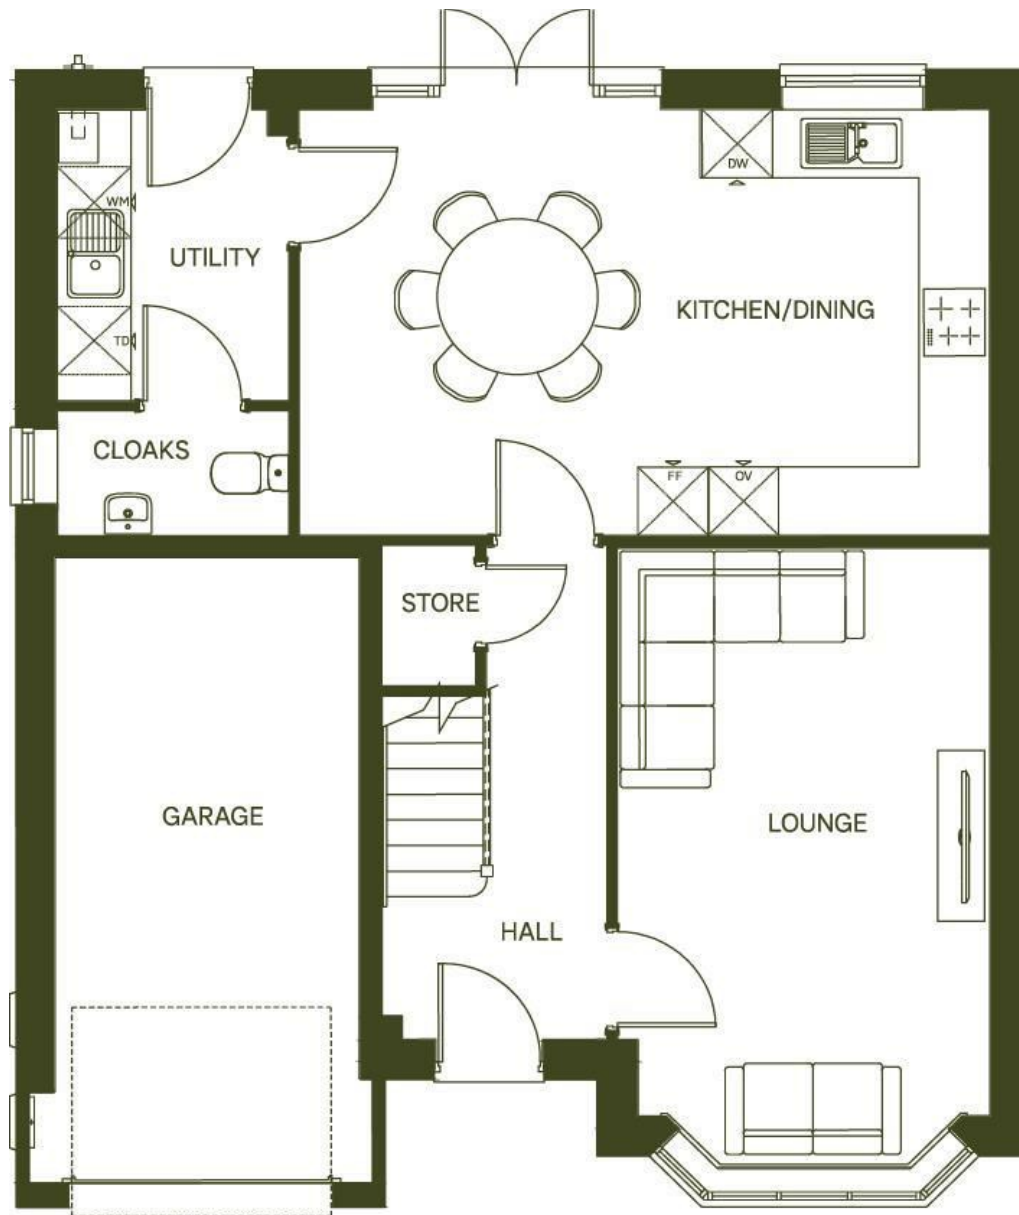 DW
WM
UTILITY
KITCHEN/DINING
TD
CLOAKS
FF
OV
STORE
GARAGE
LOUNGE
HALL